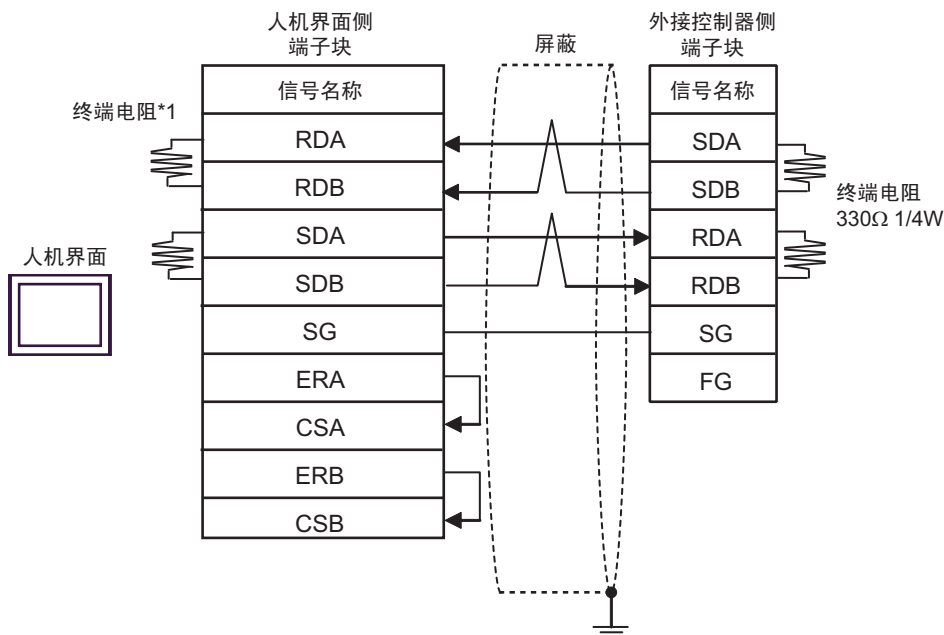 人机界面侧
端子块
屏蔽
外接控制器侧
端子块
终端电阻*1
信号名称
RDA
RDB
SDA
SDB
SG
ERA
CSA
ERB
CSB
人机界面
信号名称
SDA
SDB
RDA
RDB
SG
FG
终端电阻
330Ω 1/4W